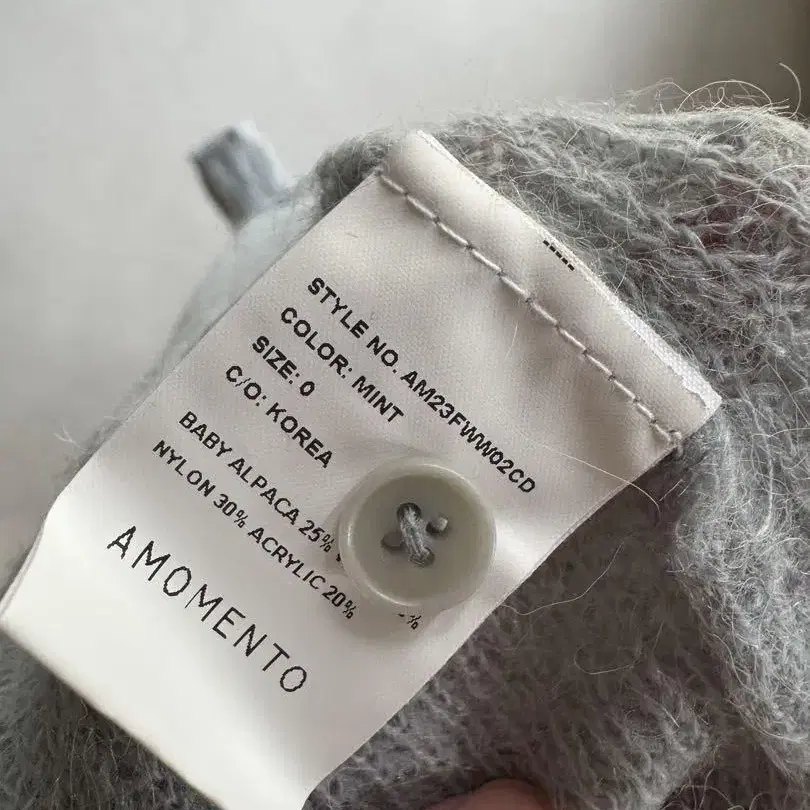 STYLE NO. AM23FWW02CD
COLOR: MINT
SIZE: 0
C/O: KOREA
BABY ALPACA 25%
NYLON 30% ACRYLIC 20%
AMOMENTO